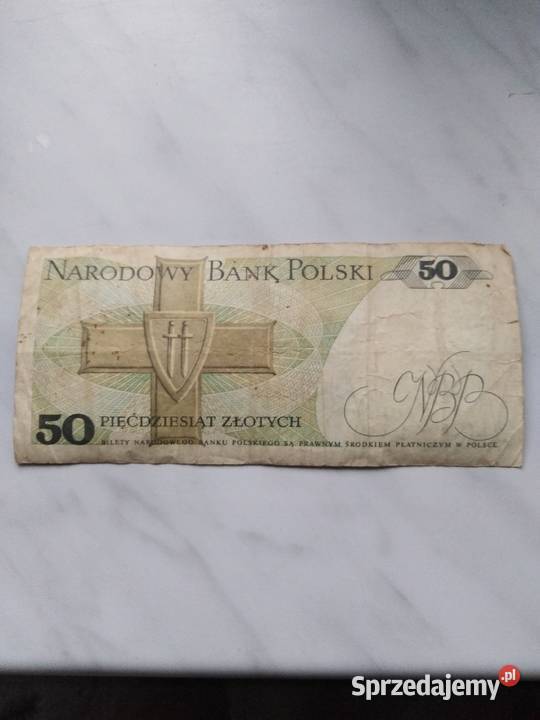 NARODOWY BANK POLSKI 50
NBP
50 PIĘĆDZIESIĄT ZŁOTYCH
BILETY NARODOWEGO BANKU POLSKIEGO SĄ PRAWNYM ŚRODKIEM PŁATNICZYM W POLSCE
Sprzedajemy.pl